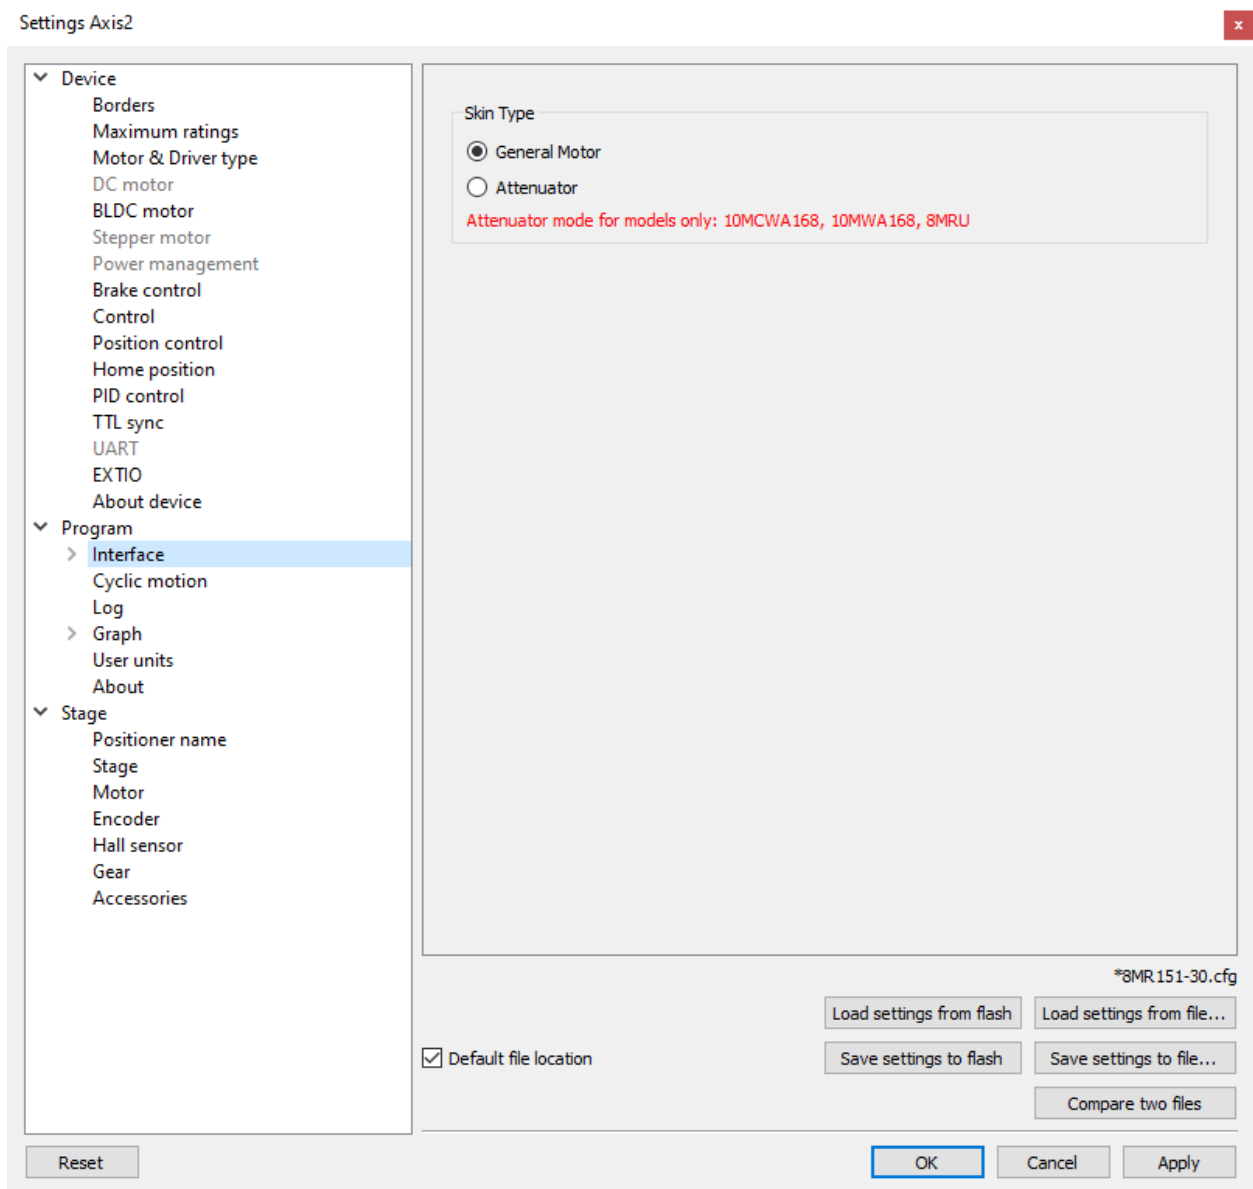 Settings Axis2
x
Device
Borders
Maximum ratings
Motor & Driver type
DC motor
BLDC motor
Stepper motor
Power management
Brake control
Control
Position control
Home position
PID control
TTL sync
UART
EXTIO
About device
Program
Interface
Cyclic motion
Log
Graph
User units
About
Stage
Positioner name
Stage
Motor
Encoder
Hall sensor
Gear
Accessories
Skin Type
General Motor
Attenuator
Attenuator mode for models only: 10MCWA168, 10MWA168, 8MRU
*8MR151-30.cfg
Load settings from flash
Load settings from file...
Default file location
Save settings to flash
Save settings to file...
Compare two files
Reset
OK
Cancel
Apply